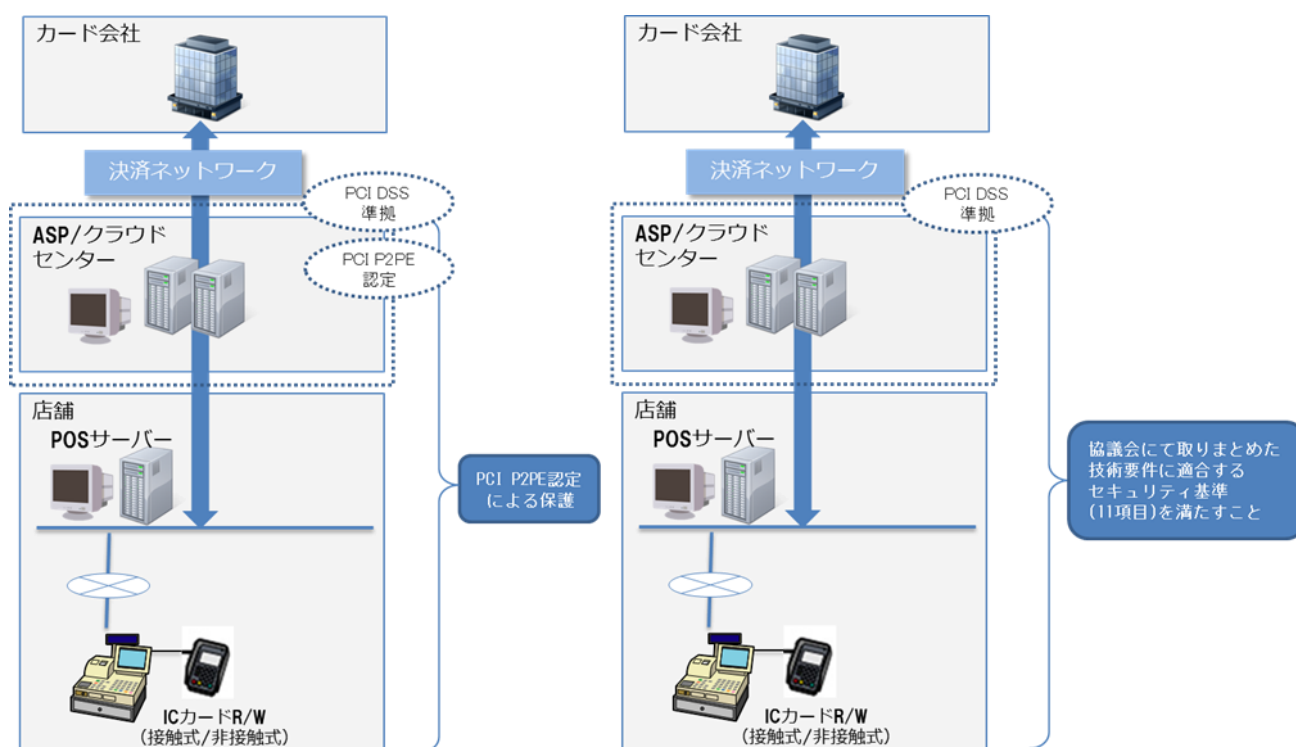 カード会社
決済ネットワーク
PCI DSS
準拠
ASP/クラウド
センター
PCI P2PE
認定
店舗
POSサーバー
PCI P2PE認定
による保護
ICカードR/W
(接触式/非接触式)
カード会社
決済ネットワーク
PCI DSS
準拠
ASP/クラウド
センター
店舗
POSサーバー
協議会にて取りまとめた
技術要件に適合する
セキュリティ基準
(11項目)を満たすこと
ICカードR/W
(接触式/非接触式)